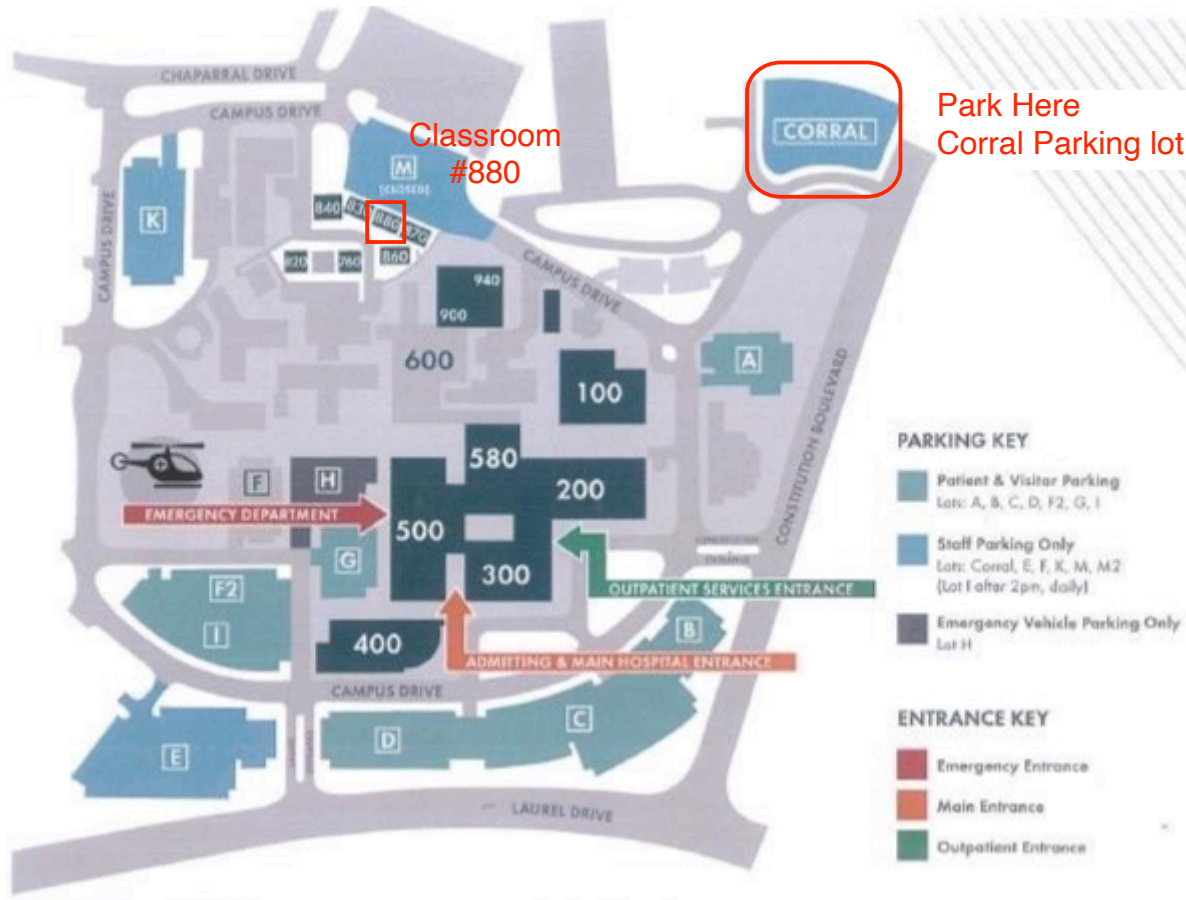 CHAPARRAL DRIVE
CAMPUS DRIVE
Classroom
#880
CORRAL
Park Here
Corral Parking lot
M
K
CAMPUS DRIVE
840
830
880
870
820
760
860
CAMPUS DRIVE
940
900
600
A
100
CONSTITUTION BOULEVARD
580
F
H
200
EMERGENCY DEPARTMENT
500
G
300
OUTPATIENT SERVICES ENTRANCE
F2
I
400
B
ADMITTING & MAIN HOSPITAL ENTRANCE
CAMPUS DRIVE
C
D
E
LAUREL DRIVE
PARKING KEY
Patient & Visitor Parking
Lots: A, B, C, D, F2, G, I
Staff Parking Only
Lots: Corral, E, F, K, M, M2
(Lot I after 2pm, daily)
Emergency Vehicle Parking Only
Lot H
ENTRANCE KEY
Emergency Entrance
Main Entrance
Outpatient Entrance